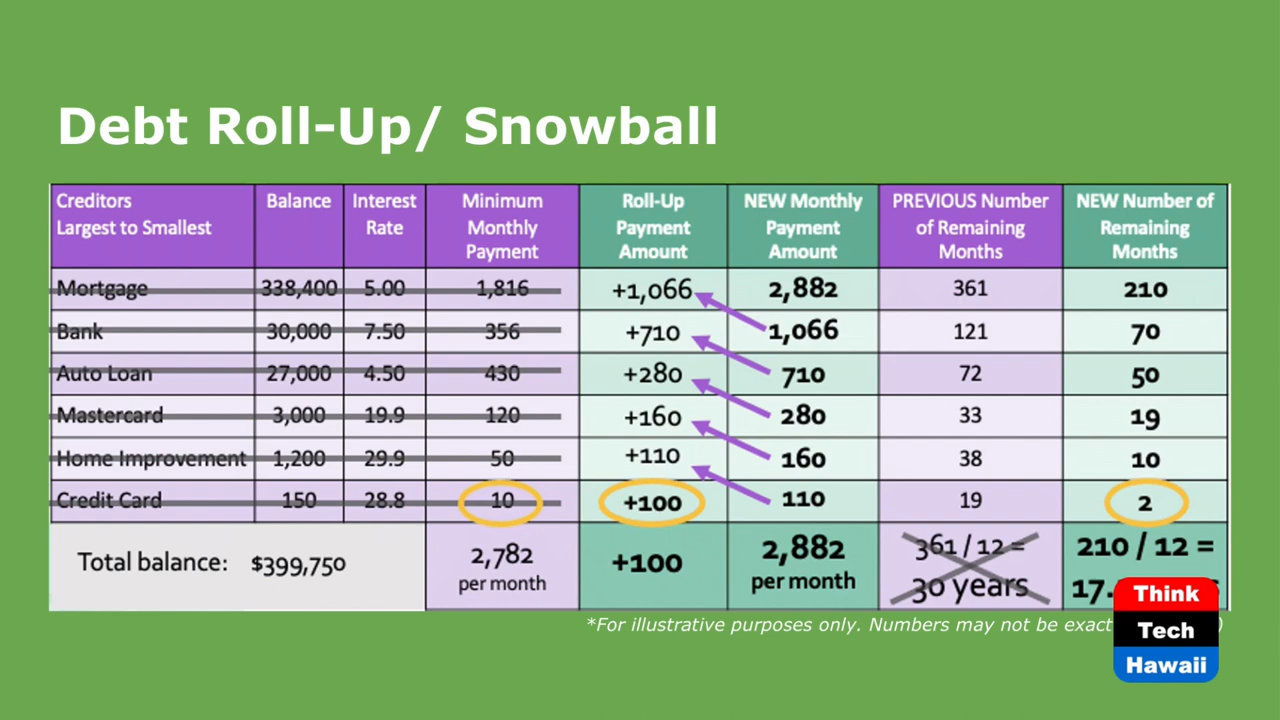 Debt Roll-Up/ Snowball
Creditors
Largest to Smallest
Balance
Interest
Rate
Minimum
Monthly
Payment
Roll-Up
Payment
Amount
NEW Monthly
Payment
Amount
PREVIOUS Number
of Remaining
Months
NEW Number of
Remaining
Months
Mortgage 338,400 5.00 1,816 +1,066 2,882 361 210
Bank 30,000 7.50 356 +710 1,066 121 70
Auto Loan 27,000 4.50 430 +280 710 72 50
Mastercard 3,000 19.9 120 +160 280 33 19
Home Improvement 1,200 29.9 50 +110 160 38 10
Credit Card 150 28.8 10 +100 110 19 2
Total balance: $399,750
2,782
per month
+100
2,882
per month
361 / 12 =
30 years
210 / 12 =
17.
*For illustrative purposes only. Numbers may not be exact
Think
Tech
Hawaii